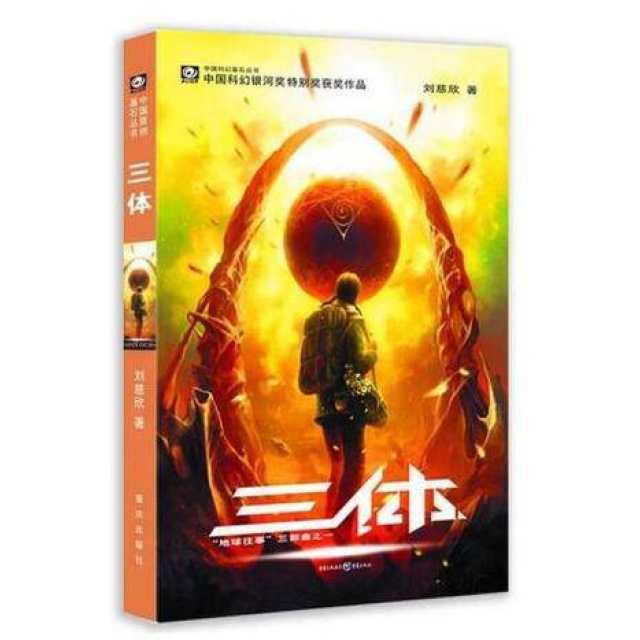 中国科幻基石丛书
中国科幻银河奖特别奖获奖作品
刘慈欣 著
三体
"地球往事"三部曲之一
中国科幻
基石丛书
三体
刘慈欣 著
重庆出版社